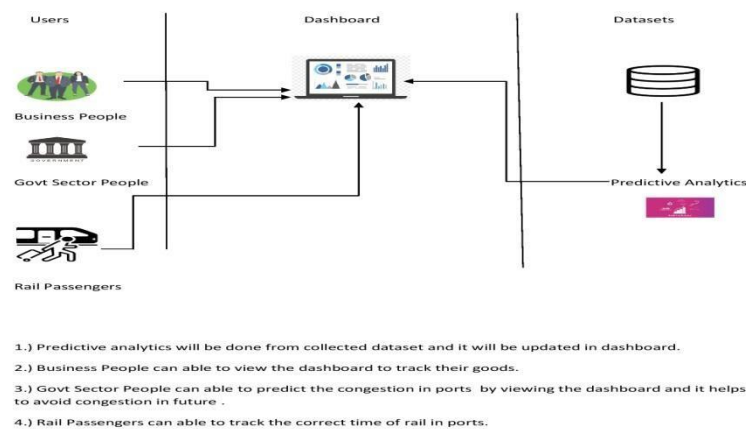 Users
Dashboard
Datasets
Business People
GOVERNMENT
Govt Sector People
Predictive Analytics
Rail Passengers
1.) Predictive analytics will be done from collected dataset and it will be updated in dashboard.
2.) Business People can able to view the dashboard to track their goods.
3.) Govt Sector People can able to predict the congestion in ports by viewing the dashboard and it helps
to avoid congestion in future .
4.) Rail Passengers can able to track the correct time of rail in ports.